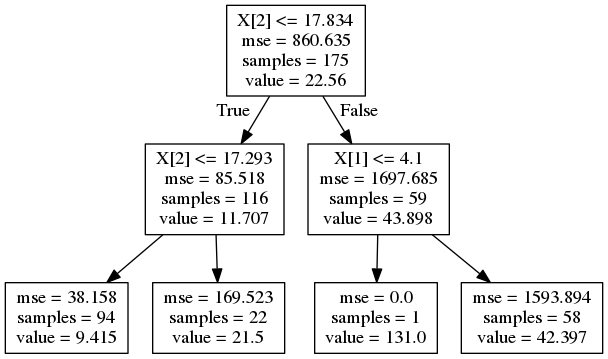 X[2] <= 17.834
mse = 860.635
samples = 175
value = 22.56
True
False
X[2] <= 17.293
mse = 85.518
samples = 116
value = 11.707
X[1] <= 4.1
mse = 1697.685
samples = 59
value = 43.898
mse = 38.158
samples = 94
value = 9.415
mse = 169.523
samples = 22
value = 21.5
mse = 0.0
samples = 1
value = 131.0
mse = 1593.894
samples = 58
value = 42.397